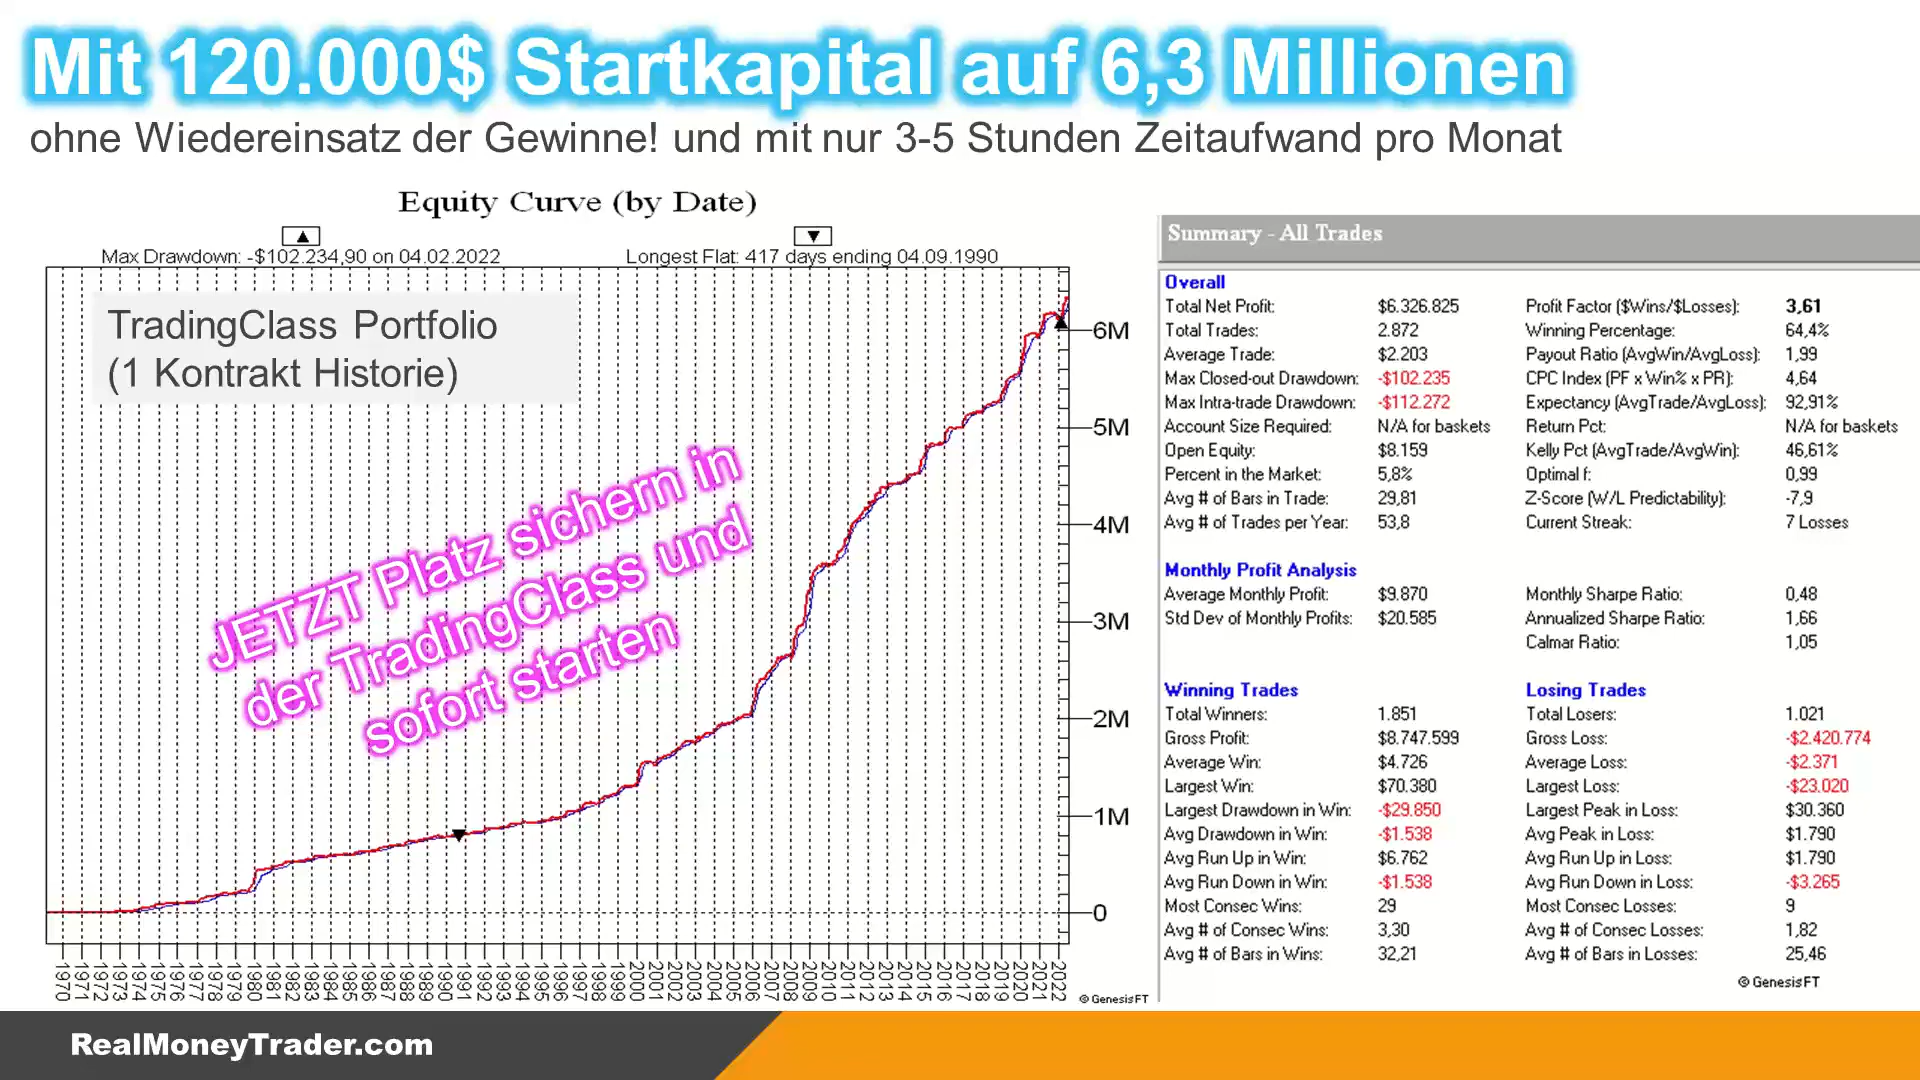 Mit 120.000$ Startkapital auf 6,3 Millionen
ohne Wiedereinsatz der Gewinne! und mit nur 3-5 Stunden Zeitaufwand pro Monat
Equity Curve (by Date)
▲ ▼
Max Drawdown: -$102.234,90 on 04.02.2022 Longest Flat: 417 days ending 04.09.1990
TradingClass Portfolio
(1 Kontrakt Historie)
JETZT Platz sichern in
der TradingClass und
sofort starten
6M
5M
4M
3M
2M
1M
0
1970 1971 1972 1973 1974 1975 1976 1977 1978 1979 1980 1981 1982 1983 1984 1985 1986 1987 1988 1989 1990 1991 1992 1993 1994 1995 1996 1997 1998 1999 2000 2001 2002 2003 2004 2005 2006 2007 2008 2009 2010 2011 2012 2013 2014 2015 2016 2017 2018 2019 2020 2021 2022
© GenesisFT
Summary - All Trades
Overall
Total Net Profit: $6.326.825 Profit Factor ($Wins/$Losses): 3,61
Total Trades: 2.872 Winning Percentage: 64,4%
Average Trade: $2.203 Payout Ratio (AvgWin/AvgLoss): 1,99
Max Closed-out Drawdown: -$102.235 CPC Index (PF x Win% x PR): 4,64
Max Intra-trade Drawdown: -$112.272 Expectancy (AvgTrade/AvgLoss): 92,91%
Account Size Required: N/A for baskets Return Pct: N/A for baskets
Open Equity: $8.159 Kelly Pct (AvgTrade/AvgWin): 46,61%
Percent in the Market: 5,8% Optimal f: 0,99
Avg # of Bars in Trade: 29,81 Z-Score (W/L Predictability): -7,9
Avg # of Trades per Year: 53,8 Current Streak: 7 Losses
Monthly Profit Analysis
Average Monthly Profit: $9.870 Monthly Sharpe Ratio: 0,48
Std Dev of Monthly Profits: $20.585 Annualized Sharpe Ratio: 1,66
Calmar Ratio: 1,05
Winning Trades Losing Trades
Total Winners: 1.851 Total Losers: 1.021
Gross Profit: $8.747.599 Gross Loss: -$2.420.774
Average Win: $4.726 Average Loss: -$2.371
Largest Win: $70.380 Largest Loss: -$23.020
Largest Drawdown in Win: -$29.850 Largest Peak in Loss: $30.360
Avg Drawdown in Win: -$1.538 Avg Peak in Loss: $1.790
Avg Run Up in Win: $6.762 Avg Run Up in Loss: $1.790
Avg Run Down in Win: -$1.538 Avg Run Down in Loss: -$3.265
Most Consec Wins: 29 Most Consec Losses: 9
Avg # of Consec Wins: 3,30 Avg # of Consec Losses: 1,82
Avg # of Bars in Wins: 32,21 Avg # of Bars in Losses: 25,46
© GenesisFT
RealMoneyTrader.com